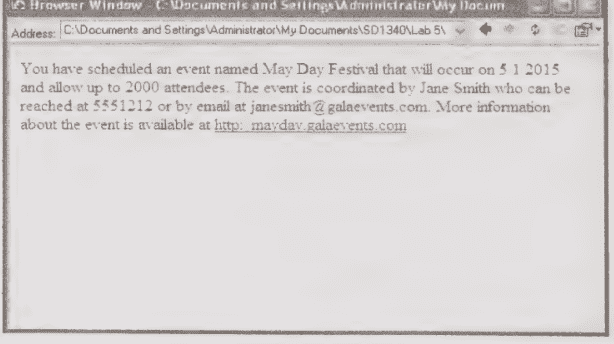 Browser Window - C:\Documents and Settings\Administrator\My Docum
Address: C:\Documents and Settings\Administrator\My Documents\SD1340\Lab 5\
You have scheduled an event named May Day Festival that will occur on 5 1 2015
and allow up to 2000 attendees. The event is coordinated by Jane Smith who can be
reached at 5551212 or by email at janesmith@galaevents.com. More information
about the event is available at http: mayday.galaevents.com